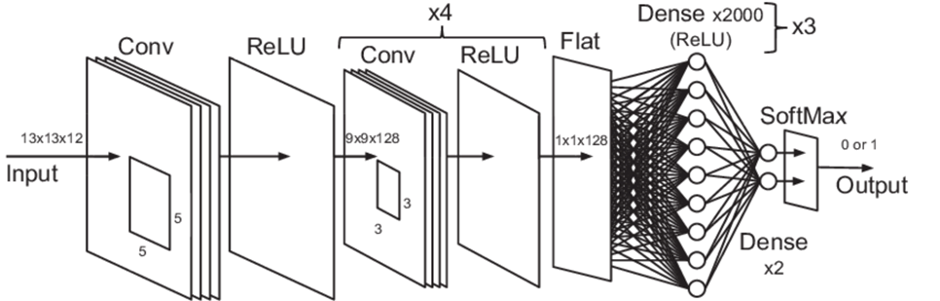 x4
Conv
ReLU
Conv
ReLU
Flat
Dense x2000
(ReLU)
x3
13x13x12
Input
5
5
9x9x128
3
3
1x1x128
SoftMax
0 or 1
Output
Dense
x2